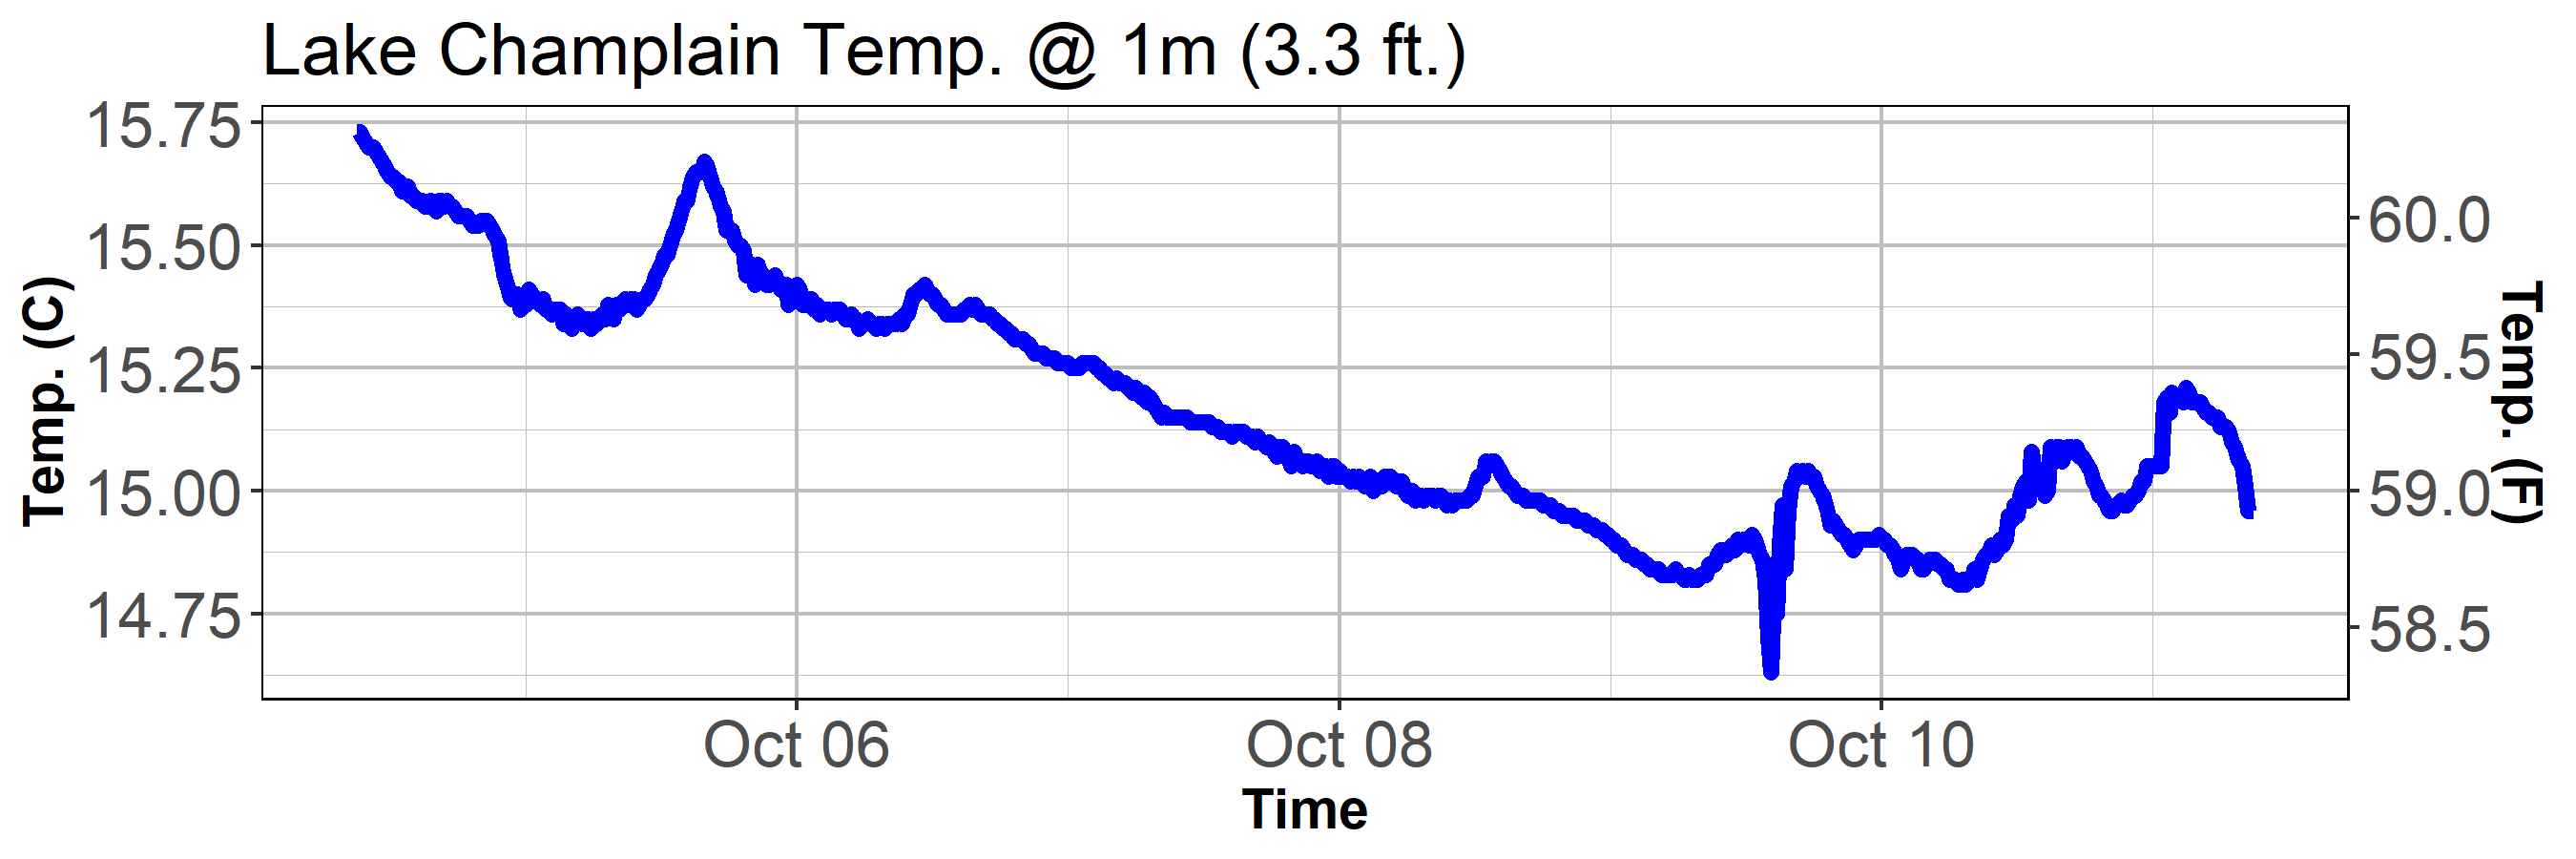 Lake Champlain Temp. @ 1m (3.3 ft.)
Temp. (C)
15.75
15.50
15.25
15.00
14.75
60.0
59.5
59.0
58.5
Temp. (F)
Oct 06
Oct 08
Oct 10
Time